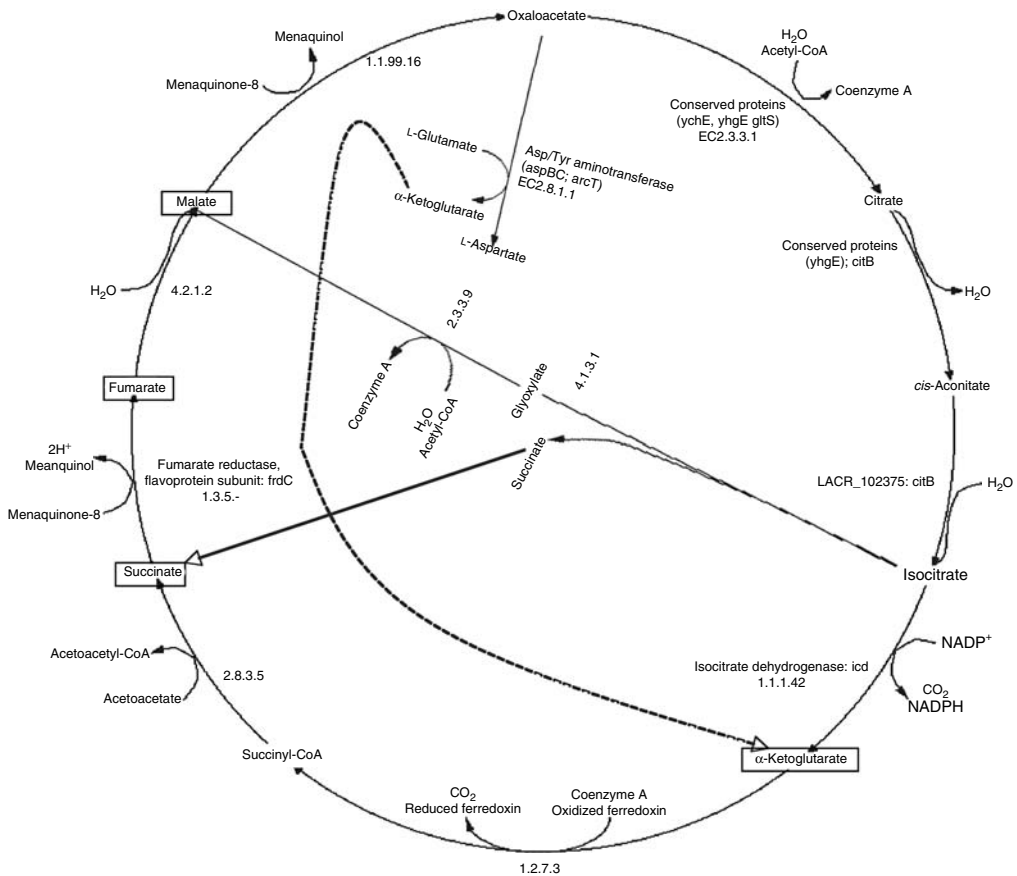 Oxaloacetate
Menaquinol
1.1.99.16
Menaquinone-8
H₂O
Acetyl-CoA
Coenzyme A
Conserved proteins
(ychE, yhgE gltS)
EC2.3.3.1
L-Glutamate
Asp/Tyr aminotransferase
(aspBC; arcT)
EC2.8.1.1
α-Ketoglutarate
L-Aspartate
Malate
Citrate
Conserved proteins
(yhgE); citB
H₂O
H₂O
4.2.1.2
2.3.3.9
Coenzyme A
H₂O
Acetyl-CoA
Glyoxylate
4.1.3.1
Succinate
Fumarate
cis-Aconitate
2H⁺
Meanquinol
Menaquinone-8
Fumarate reductase,
flavoprotein subunit: frdC
1.3.5.-
LACR_102375: citB
H₂O
Succinate
Isocitrate
Acetoacetyl-CoA
2.8.3.5
Acetoacetate
Isocitrate dehydrogenase: icd
1.1.1.42
NADP⁺
CO₂
NADPH
Succinyl-CoA
α-Ketoglutarate
CO₂
Reduced ferredoxin
Coenzyme A
Oxidized ferredoxin
1.2.7.3